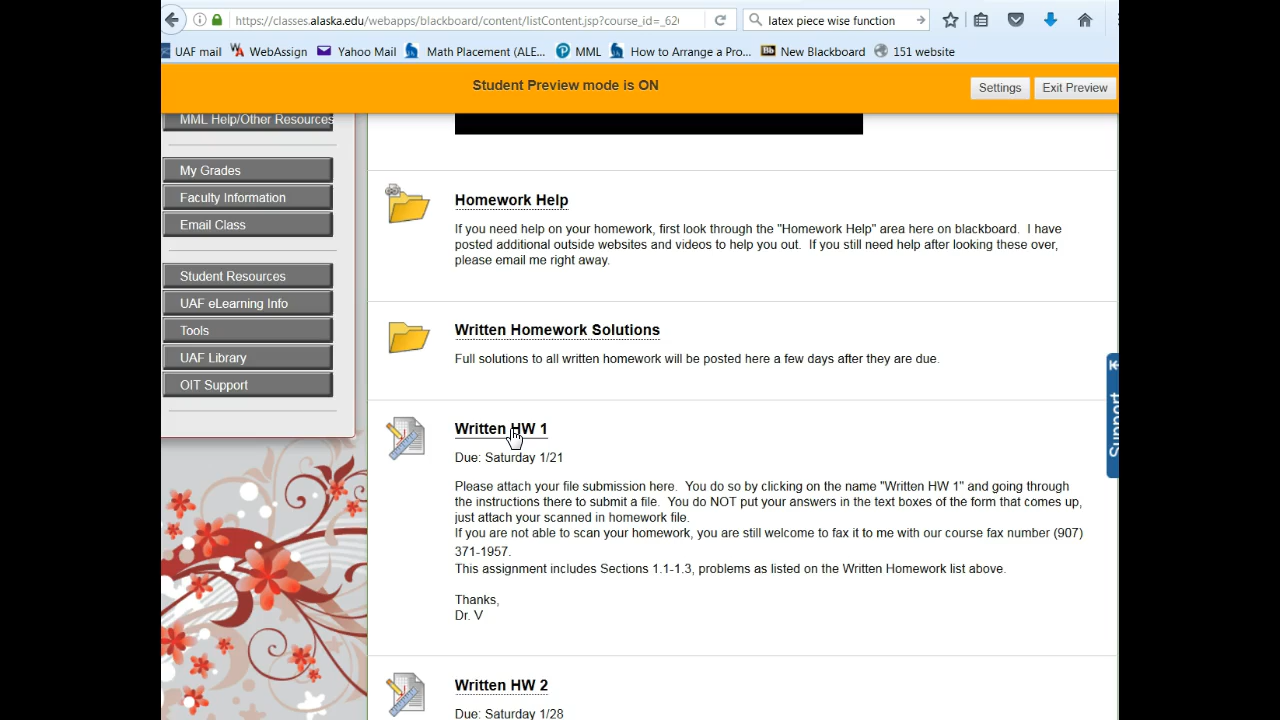 https://classes.alaska.edu/webapps/blackboard/content/listContent.jsp?course_id=_62 latex piece wise function
UAF mail WebAssign Yahoo Mail Math Placement (ALE... MML How to Arrange a Pro... New Blackboard 151 website
Student Preview mode is ON Settings Exit Preview
MML Help/Other Resources
My Grades
Faculty Information
Email Class
Student Resources
UAF eLearning Info
Tools
UAF Library
OIT Support
Homework Help
If you need help on your homework, first look through the "Homework Help" area here on blackboard. I have
posted additional outside websites and videos to help you out. If you still need help after looking these over,
please email me right away.
Written Homework Solutions
Full solutions to all written homework will be posted here a few days after they are due.
Written HW 1
Due: Saturday 1/21
Please attach your file submission here. You do so by clicking on the name "Written HW 1" and going through
the instructions there to submit a file. You do NOT put your answers in the text boxes of the form that comes up,
just attach your scanned in homework file.
If you are not able to scan your homework, you are still welcome to fax it to me with our course fax number (907)
371-1957.
This assignment includes Sections 1.1-1.3, problems as listed on the Written Homework list above.
Thanks,
Dr. V
Written HW 2
Due: Saturday 1/28
Support